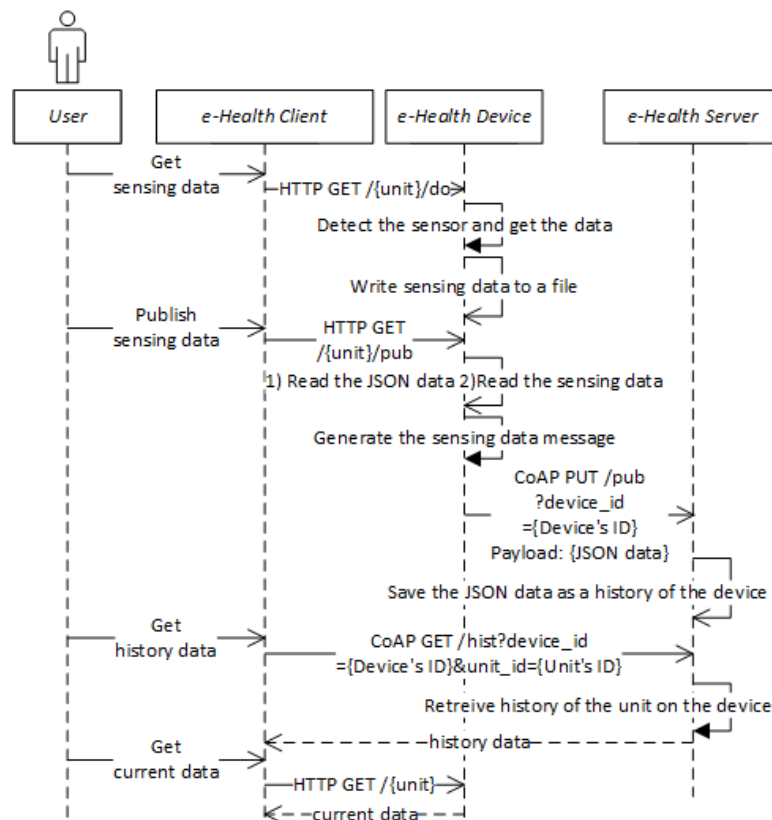 User
e-Health Client
e-Health Device
e-Health Server
Get
sensing data
HTTP GET /{unit}/do
Detect the sensor and get the data
Write sensing data to a file
Publish
sensing data
HTTP GET
/{unit}/pub
1) Read the JSON data 2)Read the sensing data
Generate the sensing data message
CoAP PUT /pub
?device_id
={Device's ID}
Payload: {JSON data}
Save the JSON data as a history of the device
Get
history data
CoAP GET /hist?device_id
={Device's ID}&unit_id={Unit's ID}
Retreive history of the unit on the device
history data
Get
current data
HTTP GET /{unit}
current data